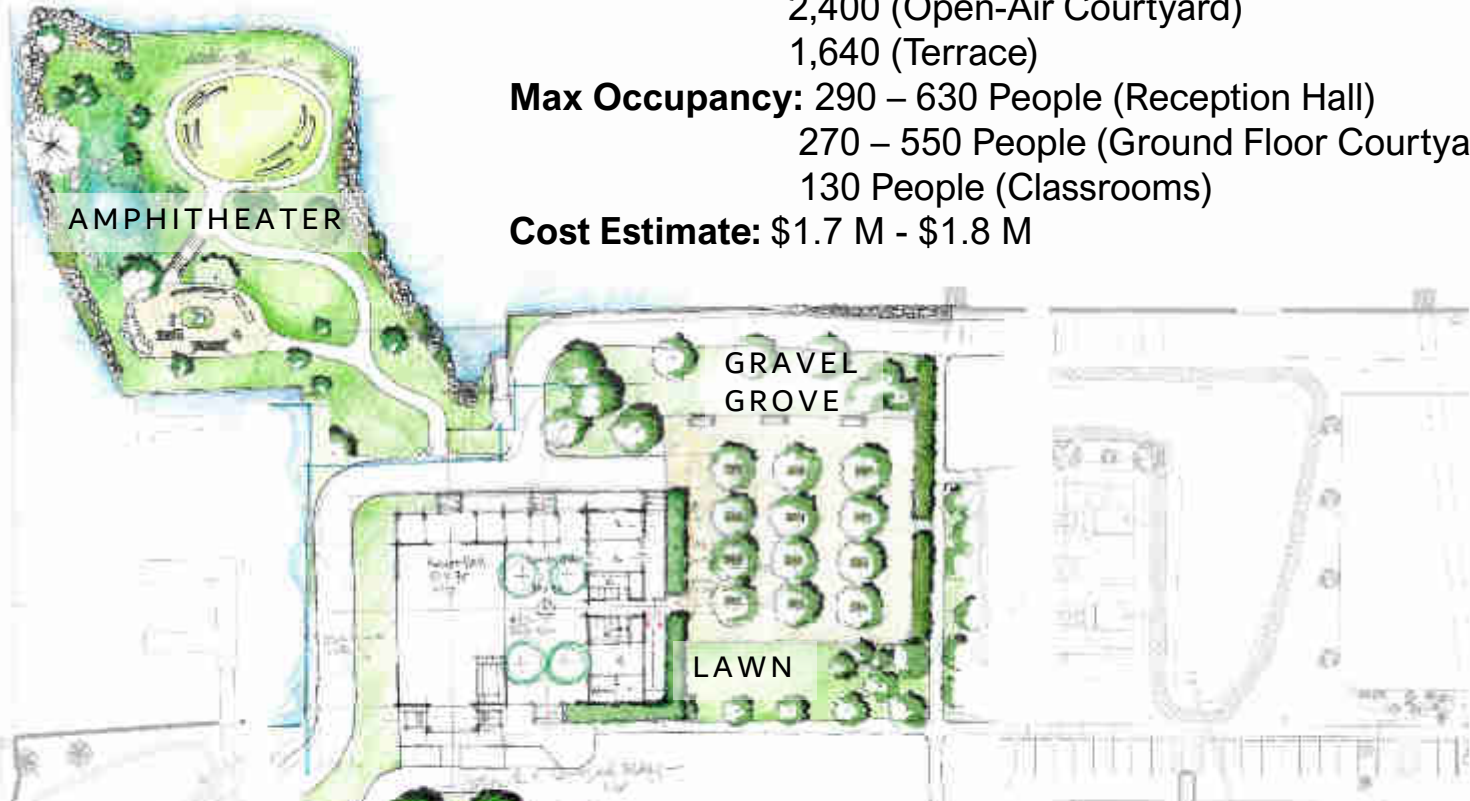 2,400 (Open-Air Courtyard)
1,640 (Terrace)
Max Occupancy: 290 – 630 People (Reception Hall)
270 – 550 People (Ground Floor Courtya
130 People (Classrooms)
Cost Estimate: $1.7 M - $1.8 M
AMPHITHEATER
GRAVEL
GROVE
LAWN